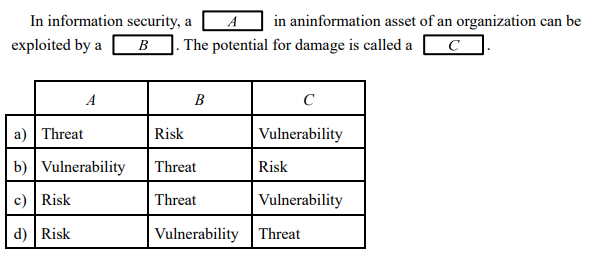 In information security, a A in aninformation asset of an organization can be
exploited by a B . The potential for damage is called a C .
A B C
a) Threat Risk Vulnerability
b) Vulnerability Threat Risk
c) Risk Threat Vulnerability
d) Risk Vulnerability Threat